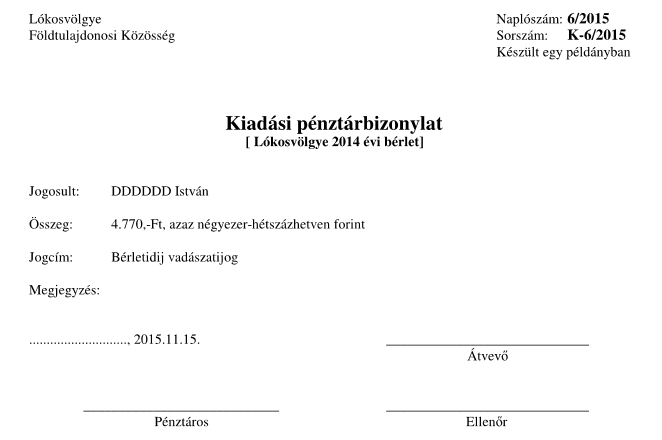 Lókosvölgye
Földtulajdonosi Közösség
Naplószám: 6/2015
Sorszám: K-6/2015
Készült egy példányban
Kiadási pénztárbizonylat
[ Lókosvölgye 2014 évi bérlet]
Jogosult: DDDDDD István
Összeg: 4.770,-Ft, azaz négyezer-hétszázhetven forint
Jogcím: Bérletidij vadászatijog
Megjegyzés:
............................, 2015.11.15.
Átvevő
Pénztáros Ellenőr